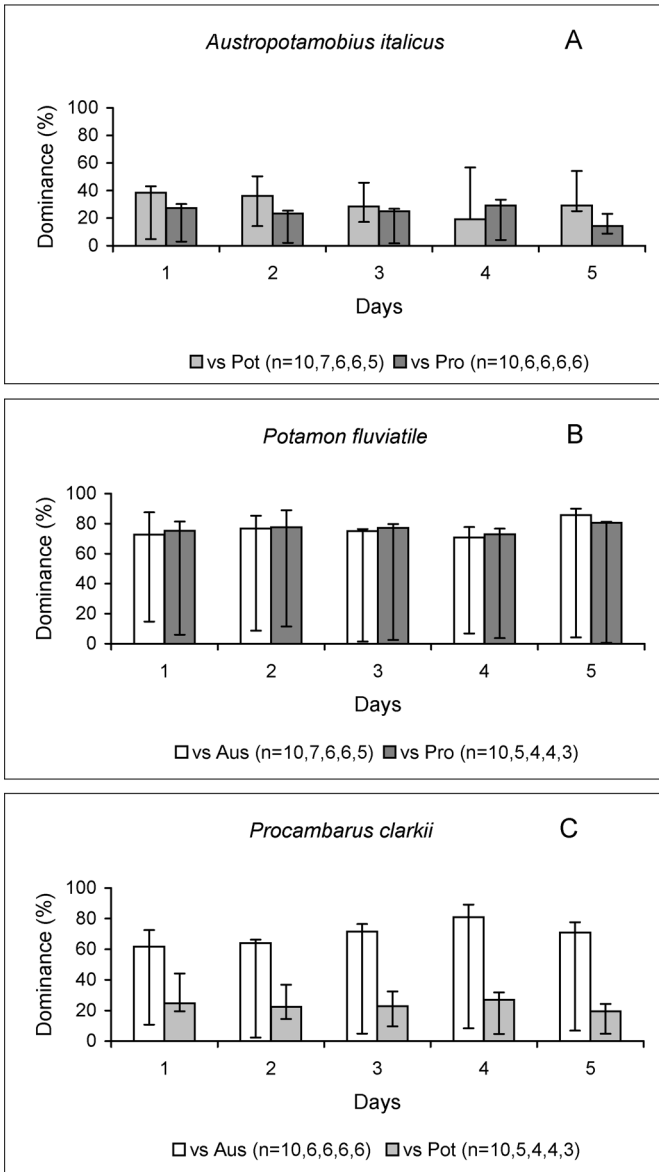 Austropotamobius italicus A
Dominance (%)
100
80
60
40
20
0
1 2 3 4 5
Days
vs Pot (n=10,7,6,6,5) vs Pro (n=10,6,6,6,6)
Potamon fluviatile B
Dominance (%)
100
80
60
40
20
0
1 2 3 4 5
Days
vs Aus (n=10,7,6,6,5) vs Pro (n=10,5,4,4,3)
Procambarus clarkii C
Dominance (%)
100
80
60
40
20
0
1 2 3 4 5
Days
vs Aus (n=10,6,6,6,6) vs Pot (n=10,5,4,4,3)